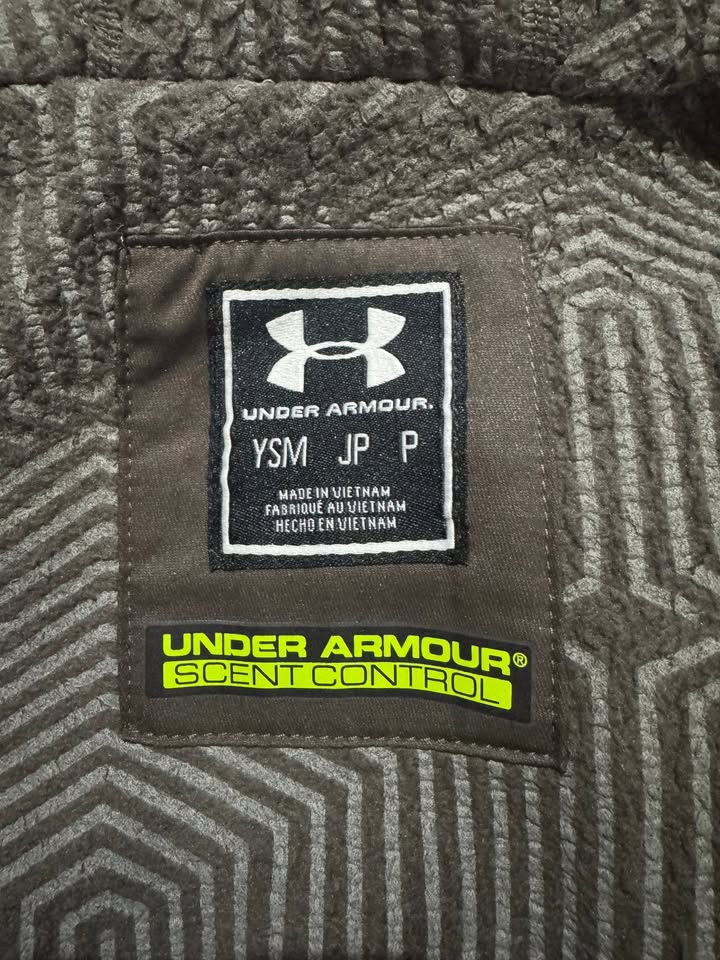 UNDER ARMOUR.
YSM JP P
MADE IN VIETNAM
FABRIQUÉ AU VIETNAM
HECHO EN VIETNAM
UNDER ARMOUR®
SCENT CONTROL